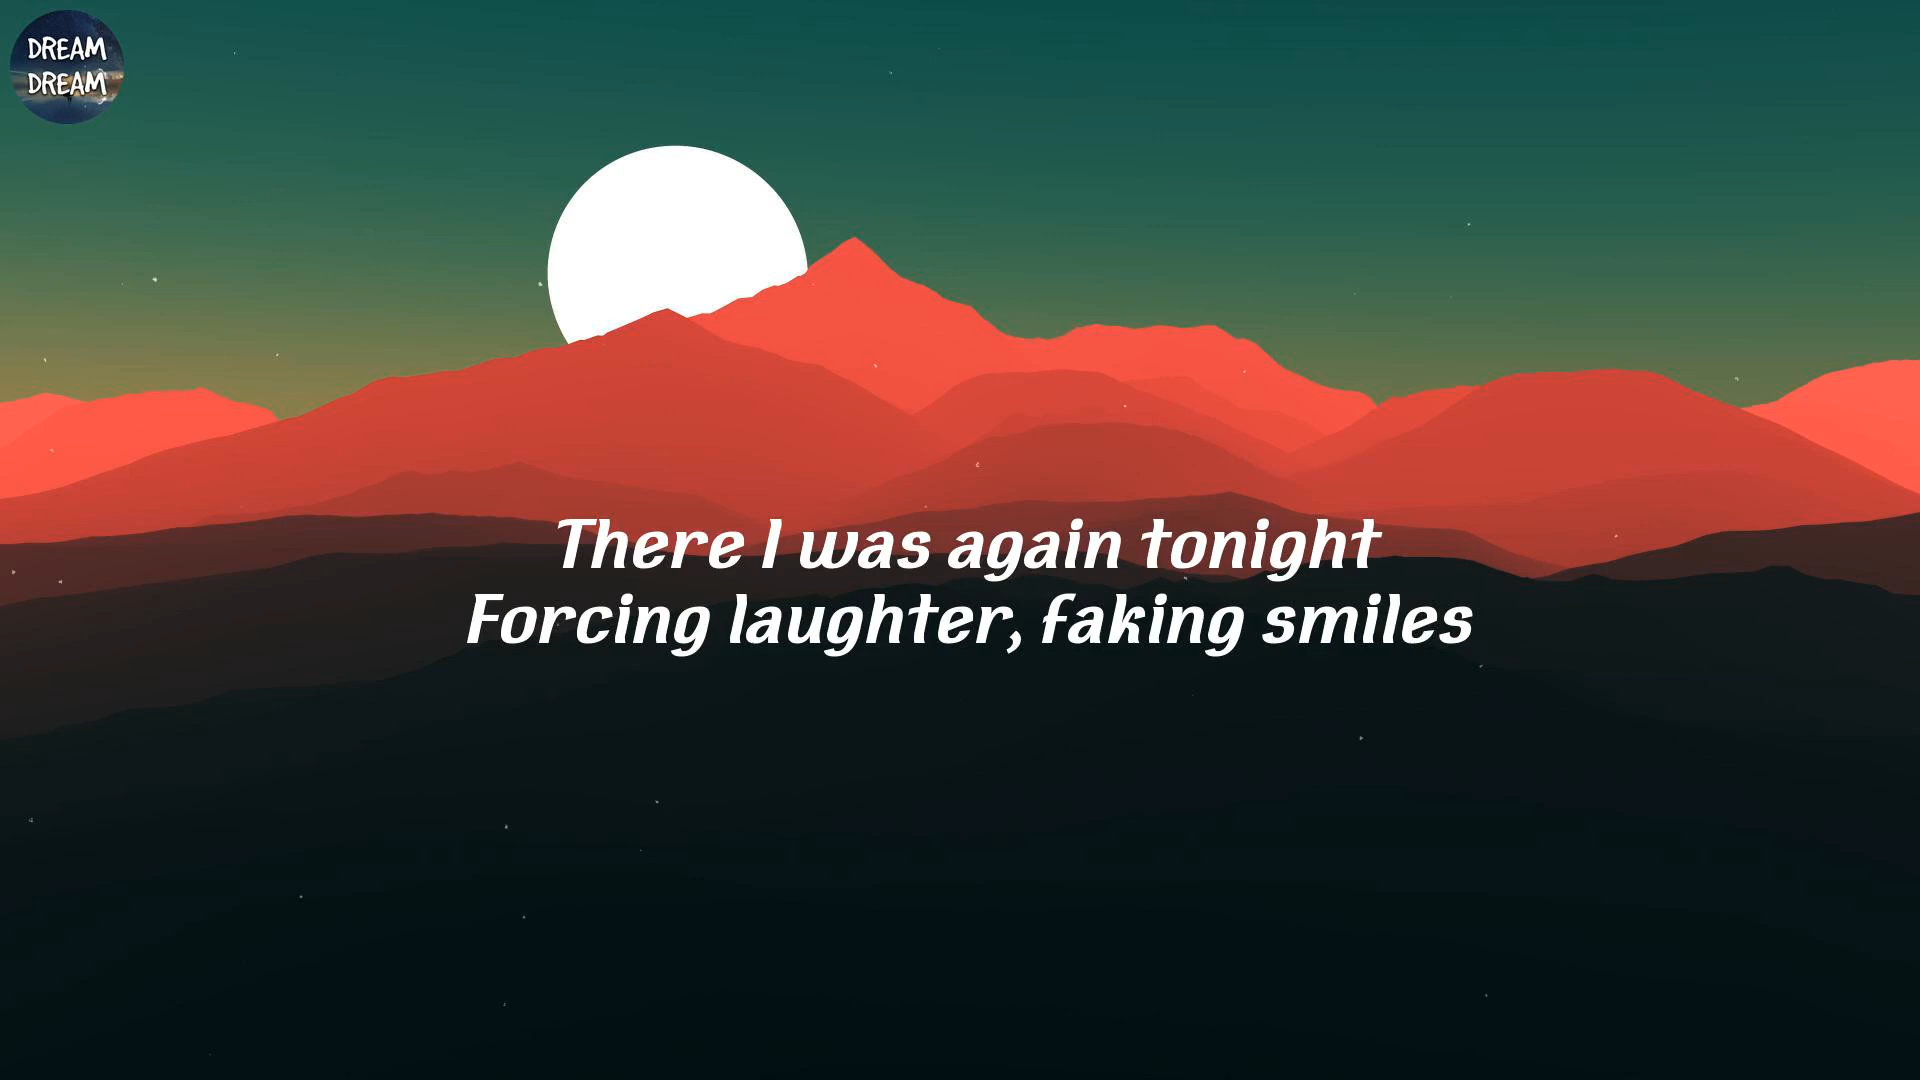 DREAM
DREAM
There I was again tonight
Forcing laughter, faking smiles